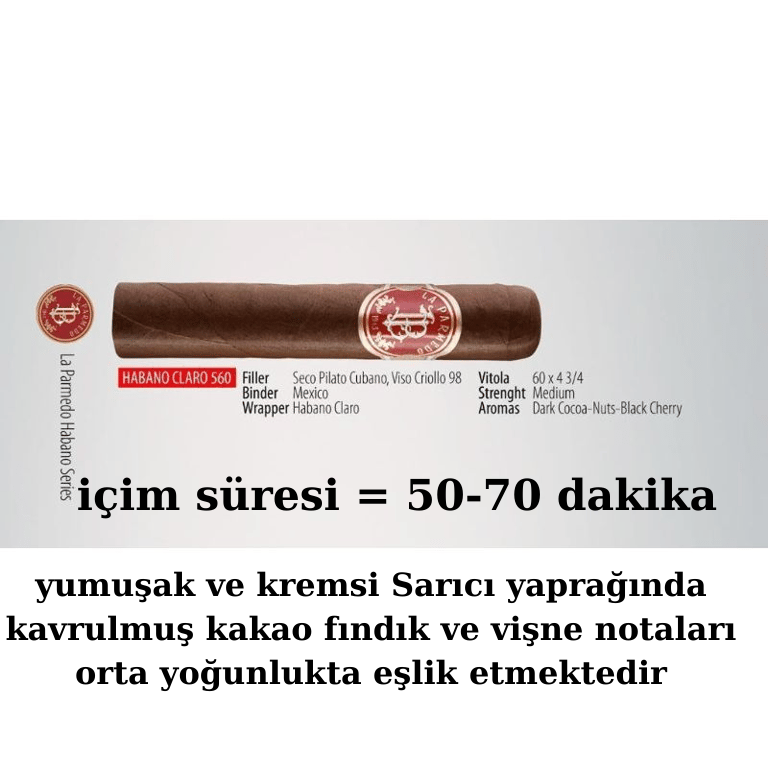 LA PARMEDO
La Parmedo Habano Series
HABANO CLARO 560
Filler Seco Pilato Cubano, Viso Criollo 98
Binder Mexico
Wrapper Habano Claro
Vitola 60 x 4 3/4
Strenght Medium
Aromas Dark Cocoa-Nuts-Black Cherry
içim süresi = 50-70 dakika
yumuşak ve kremsi Sarıcı yaprağında
kavrulmuş kakao fındık ve vişne notaları
orta yoğunlukta eşlik etmektedir